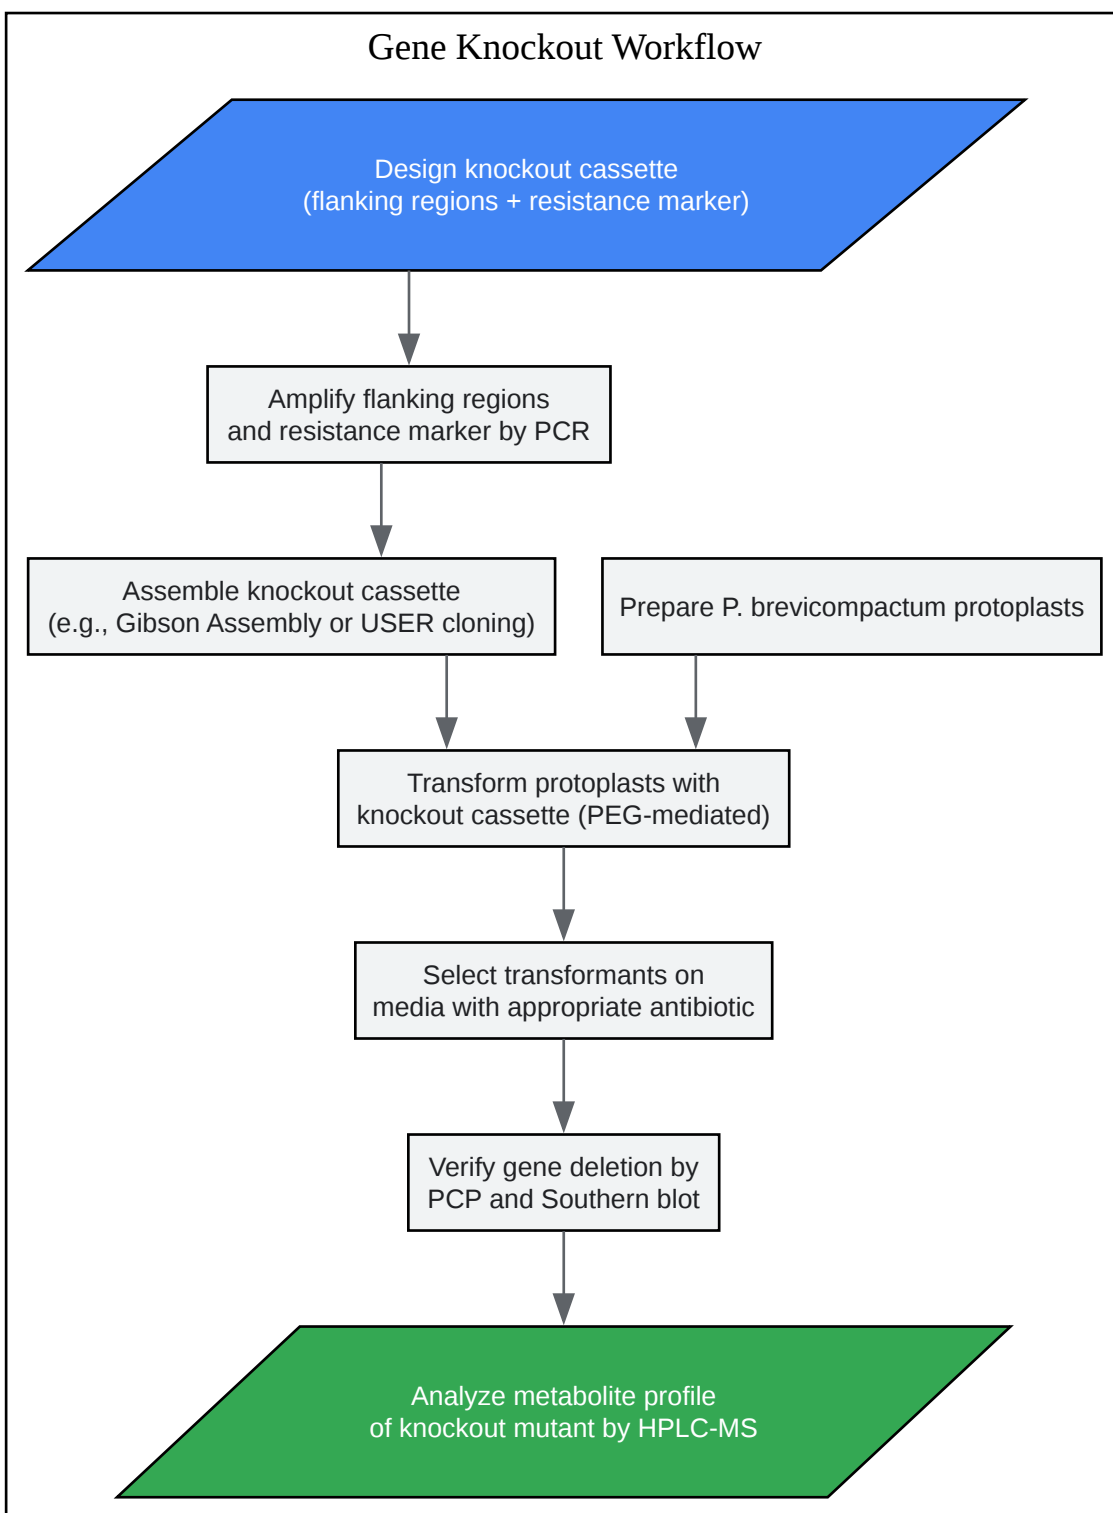 Gene Knockout Workflow
Design knockout cassette
(flanking regions + resistance marker)
Amplify flanking regions
and resistance marker by PCR
Assemble knockout cassette
(e.g., Gibson Assembly or USER cloning)
Prepare P. brevicompactum protoplasts
Transform protoplasts with
knockout cassette (PEG-mediated)
Select transformants on
media with appropriate antibiotic
Verify gene deletion by
PCP and Southern blot
Analyze metabolite profile
of knockout mutant by HPLC-MS